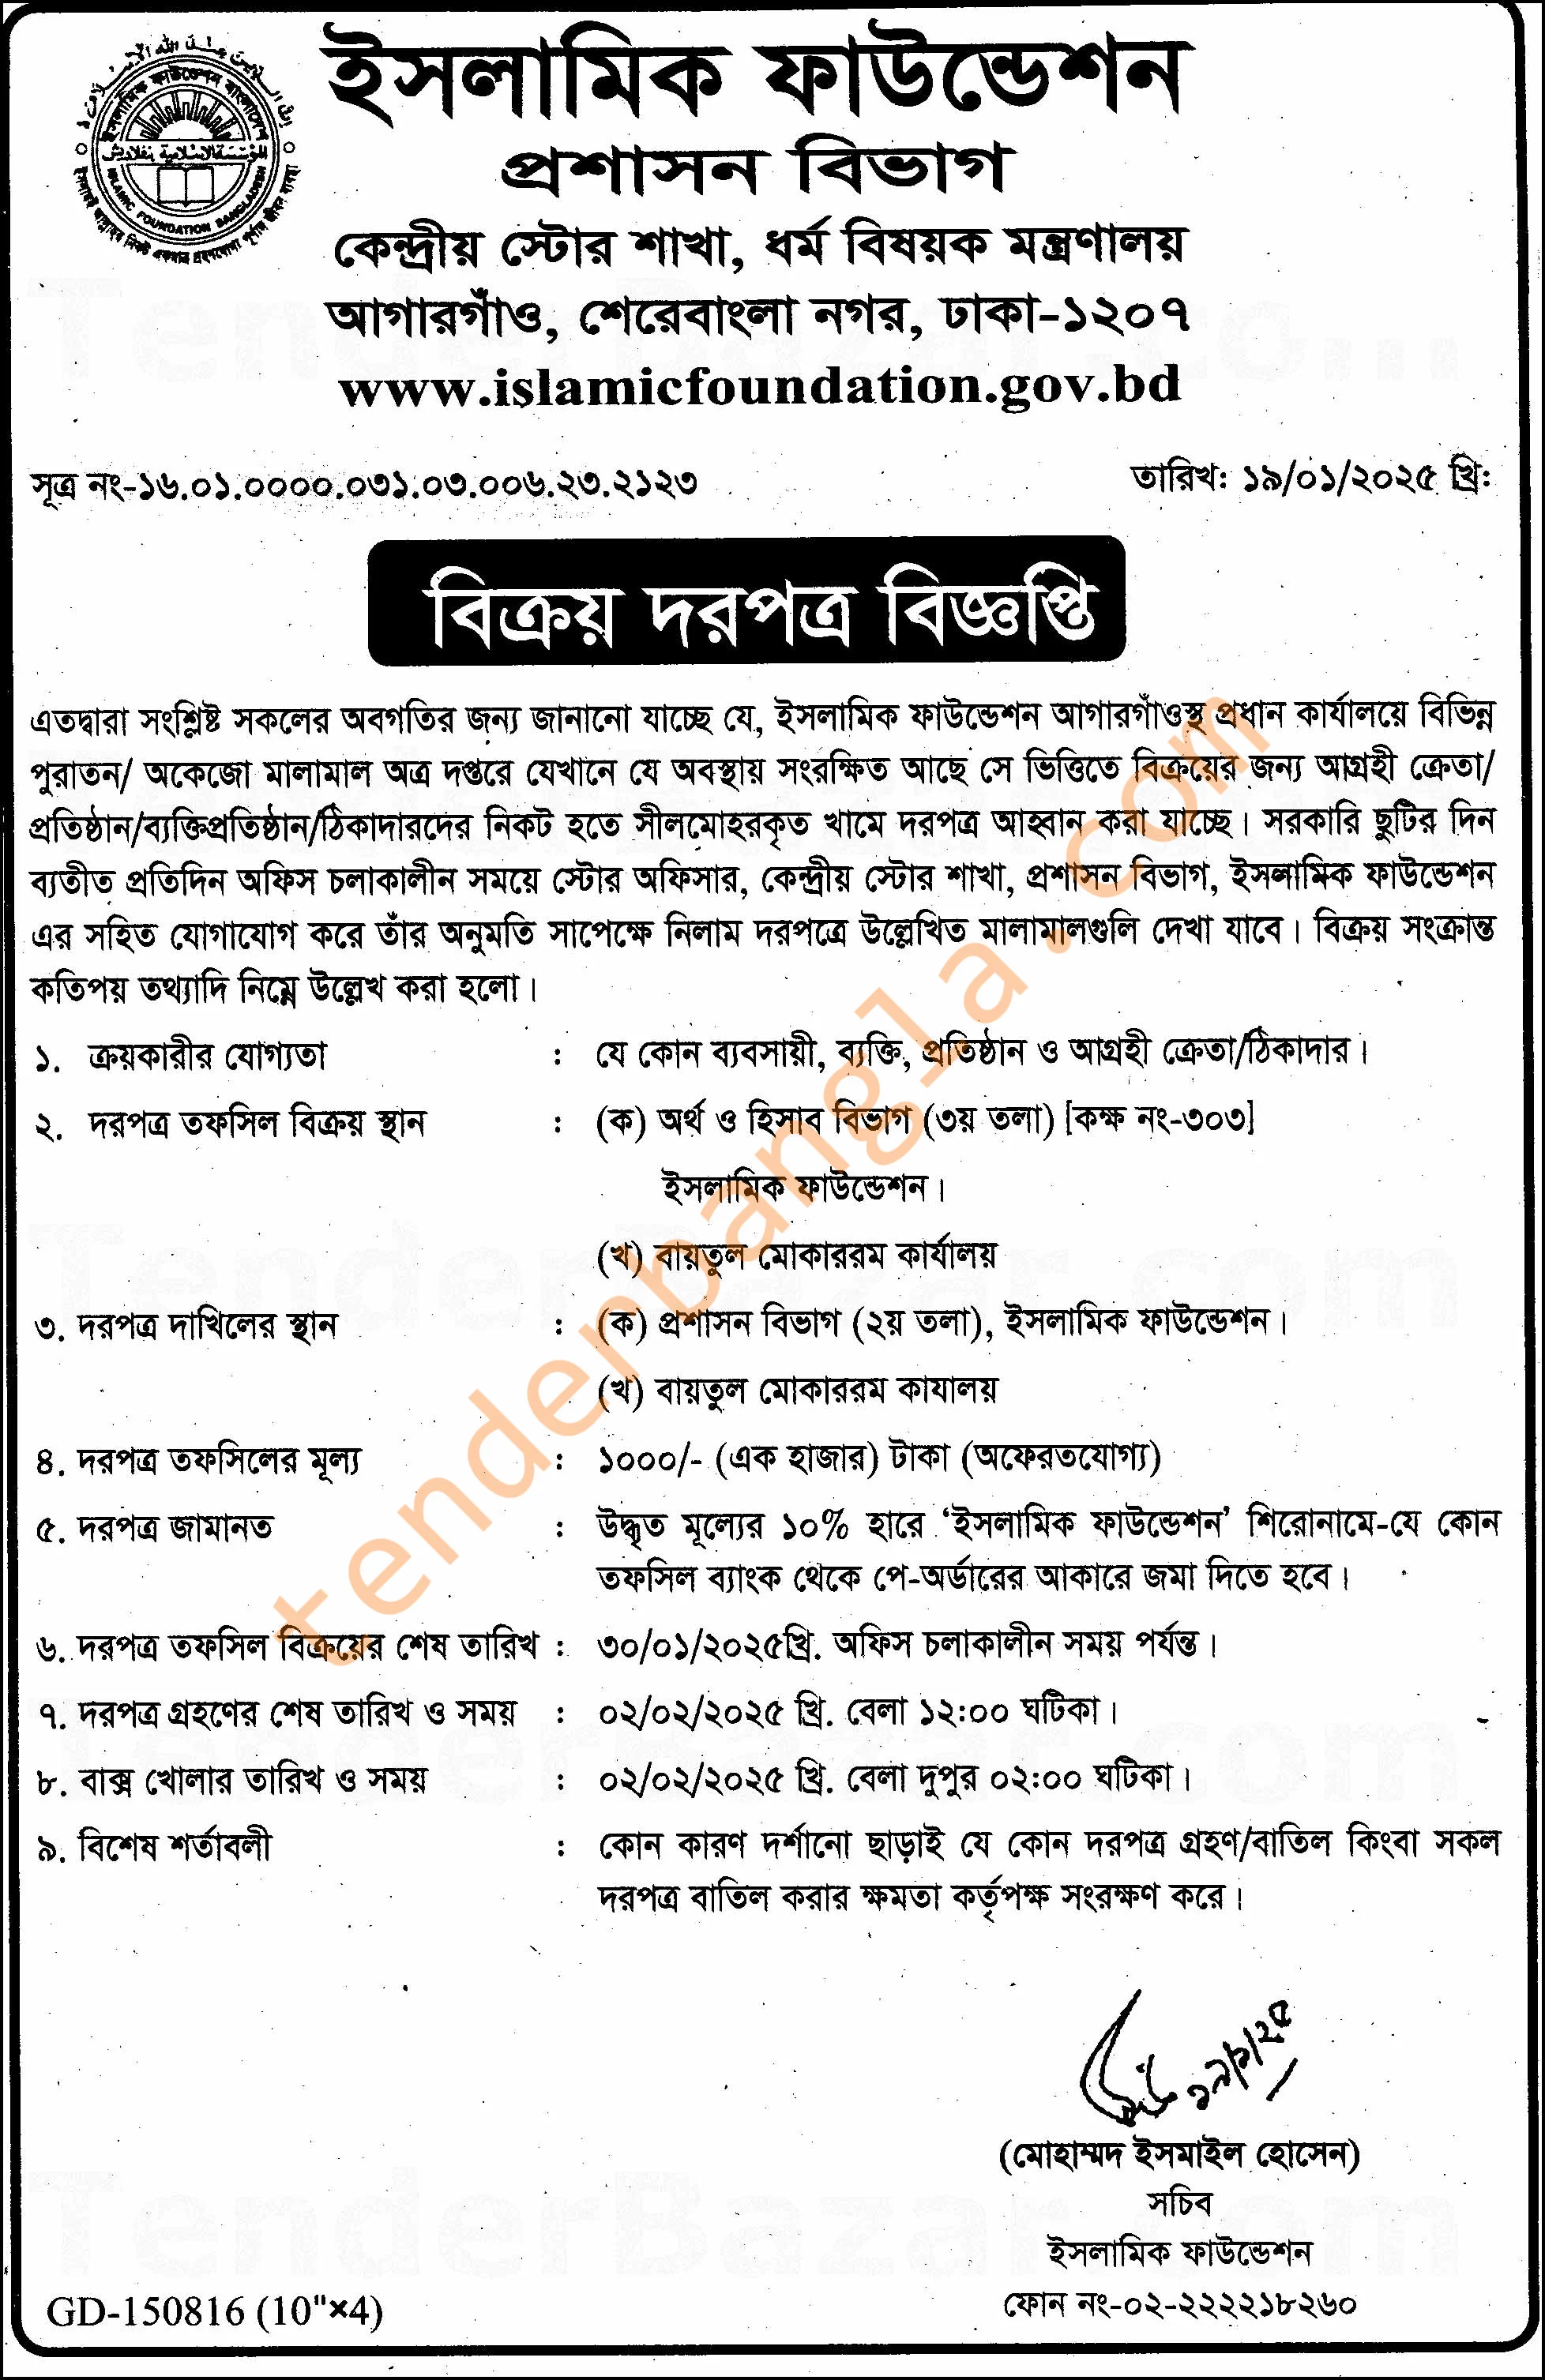 ইসলামিক ফাউন্ডেশন
প্রশাসন বিভাগ
কেন্দ্রীয় স্টোর শাখা, ধর্ম বিষয়ক মন্ত্রণালয়
আগারগাঁও, শেরেবাংলা নগর, ঢাকা-১২০৭
www.islamicfoundation.gov.bd
ইসলামিক ফাউন্ডেশন বাংলাদেশ
المؤسسة الإسلامية بنغلاديش
ISLAMIC FOUNDATION BANGLADESH
সূত্র নং-১৬.০১.০০০০.০৩১.০৩.০০৬.২৩.২১২৩
তারিখ: ১৯/০১/২০২৫ খ্রি:
বিক্রয় দরপত্র বিজ্ঞপ্তি
এতদ্বারা সংশ্লিষ্ট সকলের অবগতির জন্য জানানো যাচ্ছে যে, ইসলামিক ফাউন্ডেশন আগারগাঁওস্থ প্রধান কার্যালয়ে বিভিন্ন
পুরাতন/ অকেজো মালামাল অত্র দপ্তরে যেখানে যে অবস্থায় সংরক্ষিত আছে সে ভিত্তিতে বিক্রয়ের জন্য আগ্রহী ক্রেতা/
প্রতিষ্ঠান/ব্যক্তিপ্রতিষ্ঠান/ঠিকাদারদের নিকট হতে সীলমোহরকৃত খামে দরপত্র আহ্বান করা যাচ্ছে। সরকারি ছুটির দিন
ব্যতীত প্রতিদিন অফিস চলাকালীন সময়ে স্টোর অফিসার, কেন্দ্রীয় স্টোর শাখা, প্রশাসন বিভাগ, ইসলামিক ফাউন্ডেশন
এর সহিত যোগাযোগ করে তাঁর অনুমতি সাপেক্ষে নিলাম দরপত্রে উল্লেখিত মালামালগুলি দেখা যাবে। বিক্রয় সংক্রান্ত
কতিপয় তথ্যাদি নিম্নে উল্লেখ করা হলো।
১. ক্রয়কারীর যোগ্যতা : যে কোন ব্যবসায়ী, ব্যক্তি, প্রতিষ্ঠান ও আগ্রহী ক্রেতা/ঠিকাদার।
২. দরপত্র তফসিল বিক্রয় স্থান : (ক) অর্থ ও হিসাব বিভাগ (৩য় তলা) [কক্ষ নং-৩০৩]
ইসলামিক ফাউন্ডেশন।
(খ) বায়তুল মোকাররম কার্যালয়
৩. দরপত্র দাখিলের স্থান : (ক) প্রশাসন বিভাগ (২য় তলা), ইসলামিক ফাউন্ডেশন।
(খ) বায়তুল মোকাররম কাযালয়
৪. দরপত্র তফসিলের মূল্য : ১০০০/- (এক হাজার) টাকা (অফেরতযোগ্য)
৫. দরপত্র জামানত : উদ্ধৃত মূল্যের ১০% হারে ‘ইসলামিক ফাউন্ডেশন’ শিরোনামে-যে কোন
তফসিল ব্যাংক থেকে পে-অর্ডারের আকারে জমা দিতে হবে।
৬. দরপত্র তফসিল বিক্রয়ের শেষ তারিখ : ৩০/০১/২০২৫খ্রি. অফিস চলাকালীন সময় পর্যন্ত।
৭. দরপত্র গ্রহণের শেষ তারিখ ও সময় : ০২/০২/২০২৫ খ্রি. বেলা ১২:০০ ঘটিকা।
৮. বাক্স খোলার তারিখ ও সময় : ০২/০২/২০২৫ খ্রি. বেলা দুপুর ০২:০০ ঘটিকা।
৯. বিশেষ শর্তাবলী : কোন কারণ দর্শানো ছাড়াই যে কোন দরপত্র গ্রহণ/বাতিল কিংবা সকল
দরপত্র বাতিল করার ক্ষমতা কর্তৃপক্ষ সংরক্ষণ করে।
tenderbangla.com
১৯/১/২৫
(মোহাম্মদ ইসমাইল হোসেন)
সচিব
ইসলামিক ফাউন্ডেশন
ফোন নং-০২-২২২২১৮২৬০
GD-150816 (10"×4)